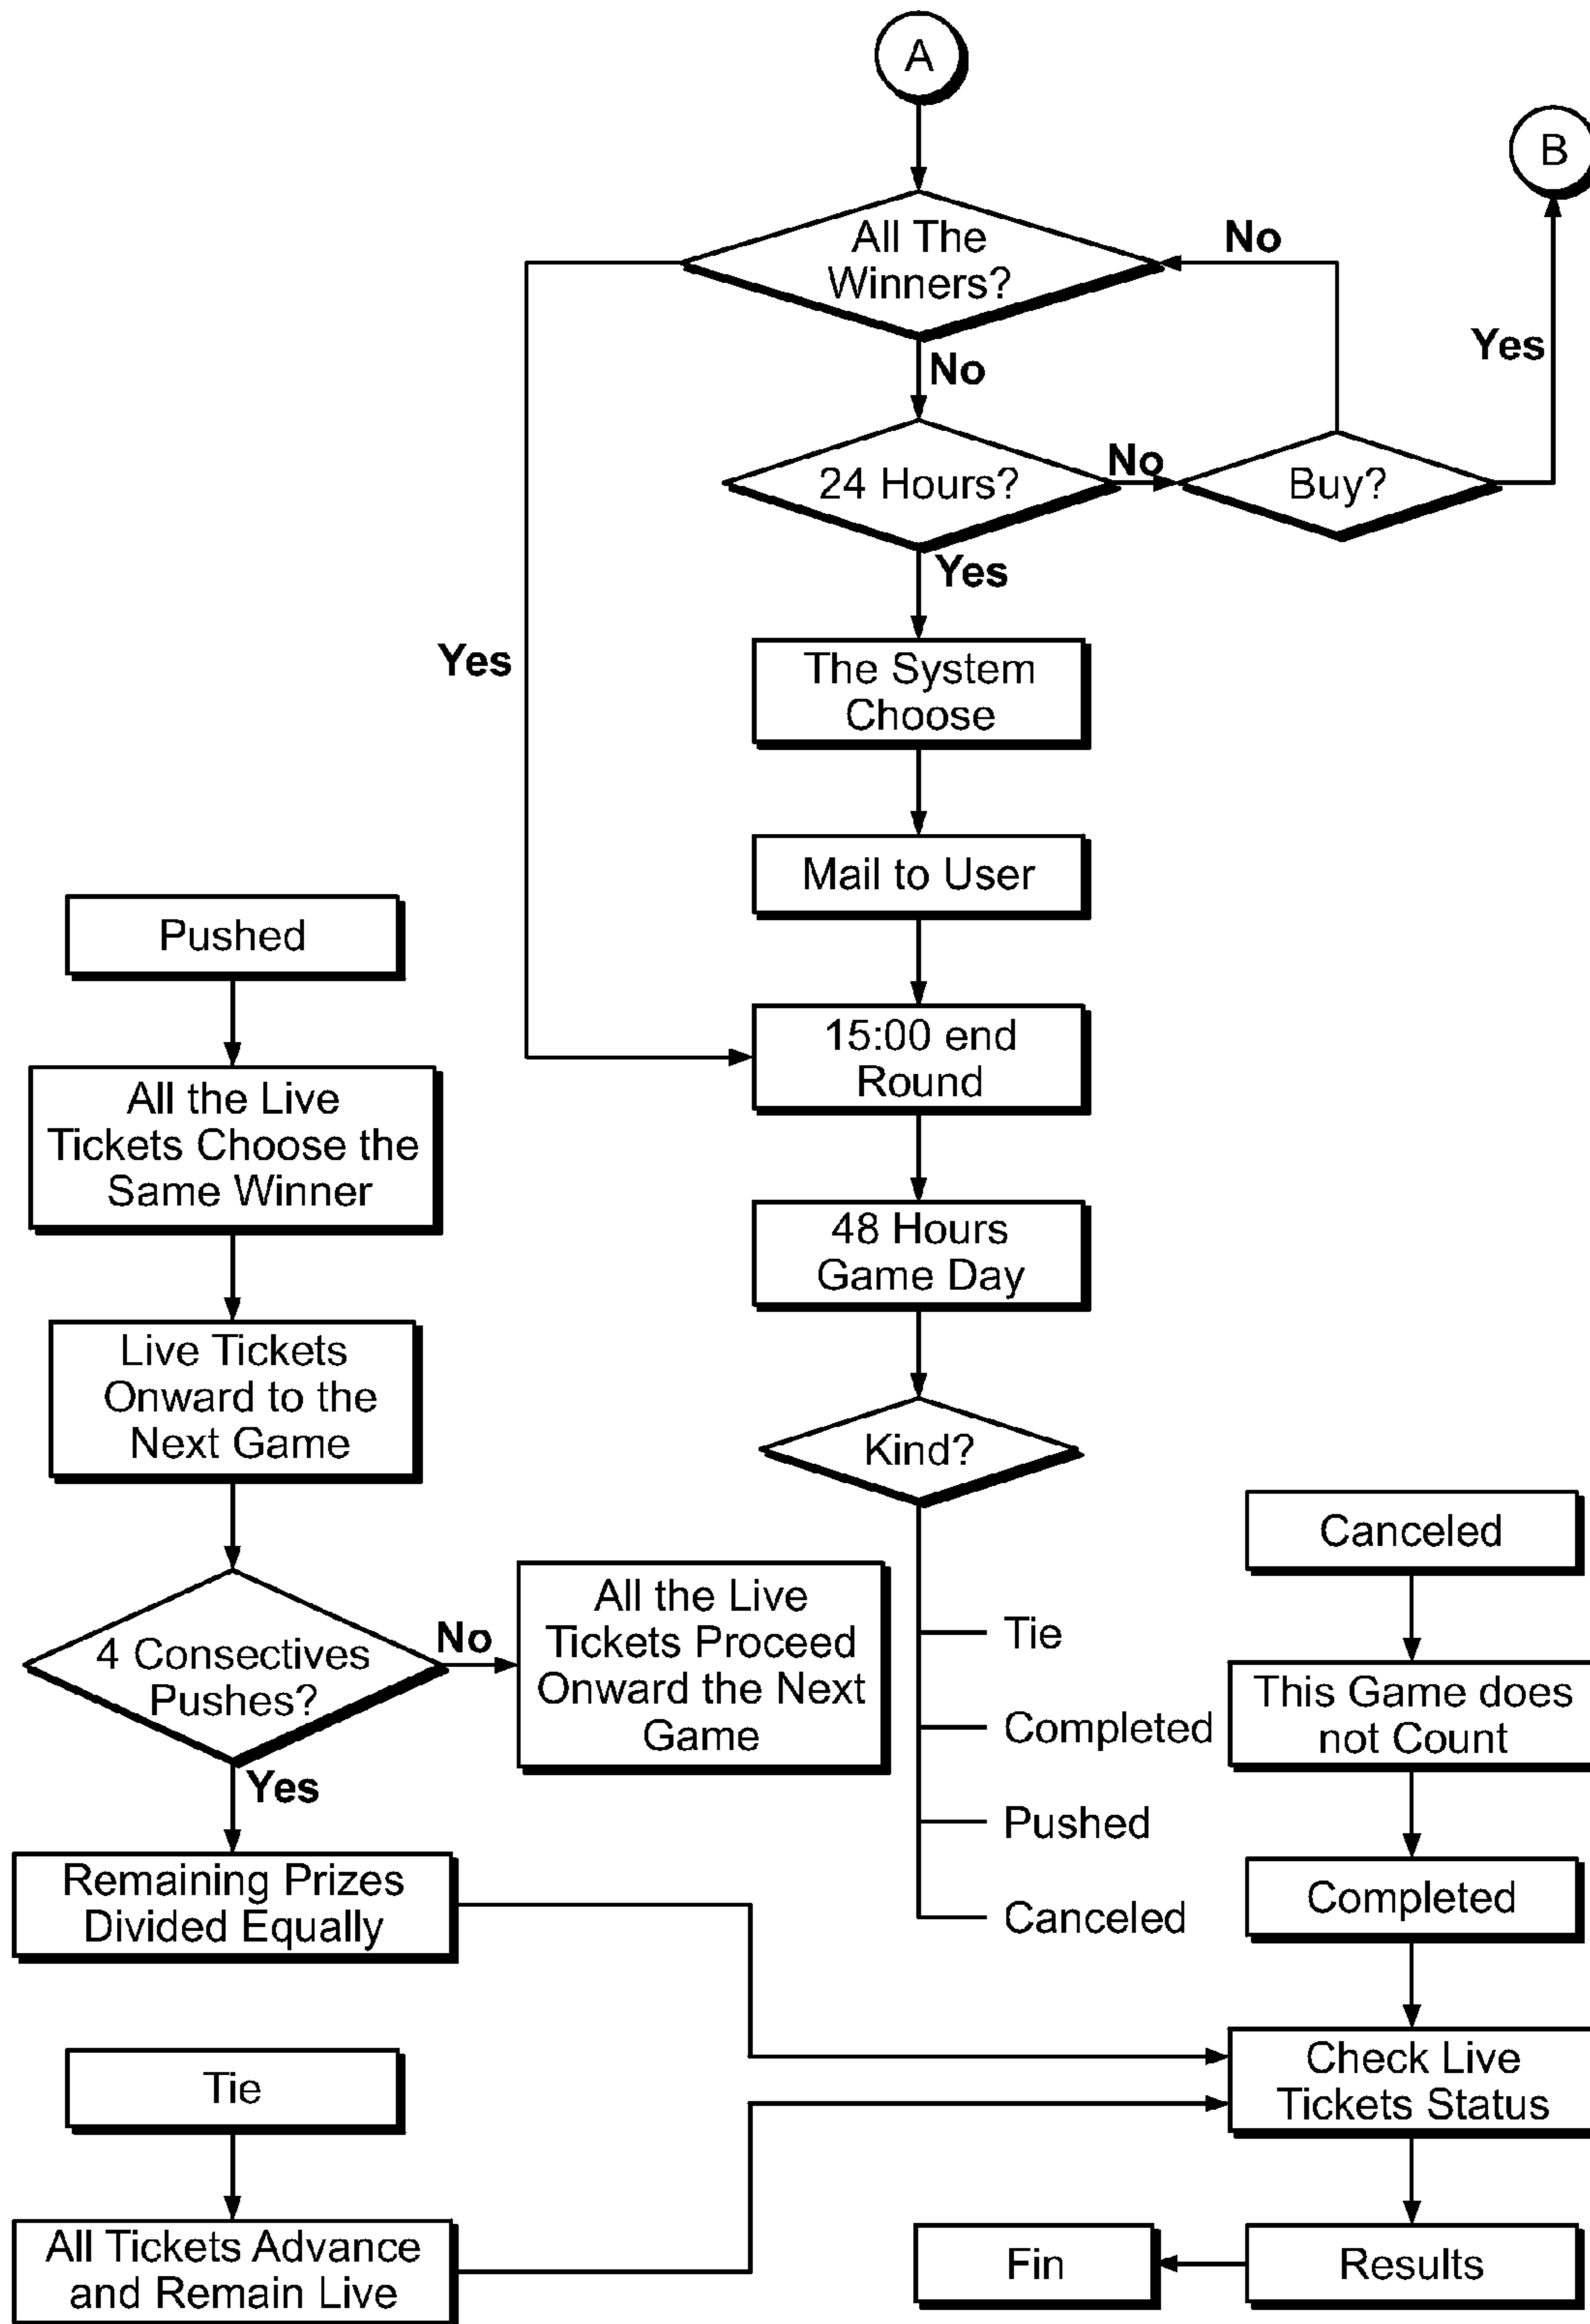 A
B
All The
Winners?
No
Yes
No
24 Hours?
No
Buy?
Yes
Yes
The System
Choose
Mail to User
Pushed
15:00 end
Round
All the Live
Tickets Choose the
Same Winner
48 Hours
Game Day
Live Tickets
Onward to the
Next Game
Kind?
Canceled
4 Consectives
Pushes?
No
All the Live
Tickets Proceed
Onward the Next
Game
Tie
Completed
Pushed
Canceled
This Game does
not Count
Yes
Remaining Prizes
Divided Equally
Completed
Tie
Check Live
Tickets Status
All Tickets Advance
and Remain Live
Fin
Results